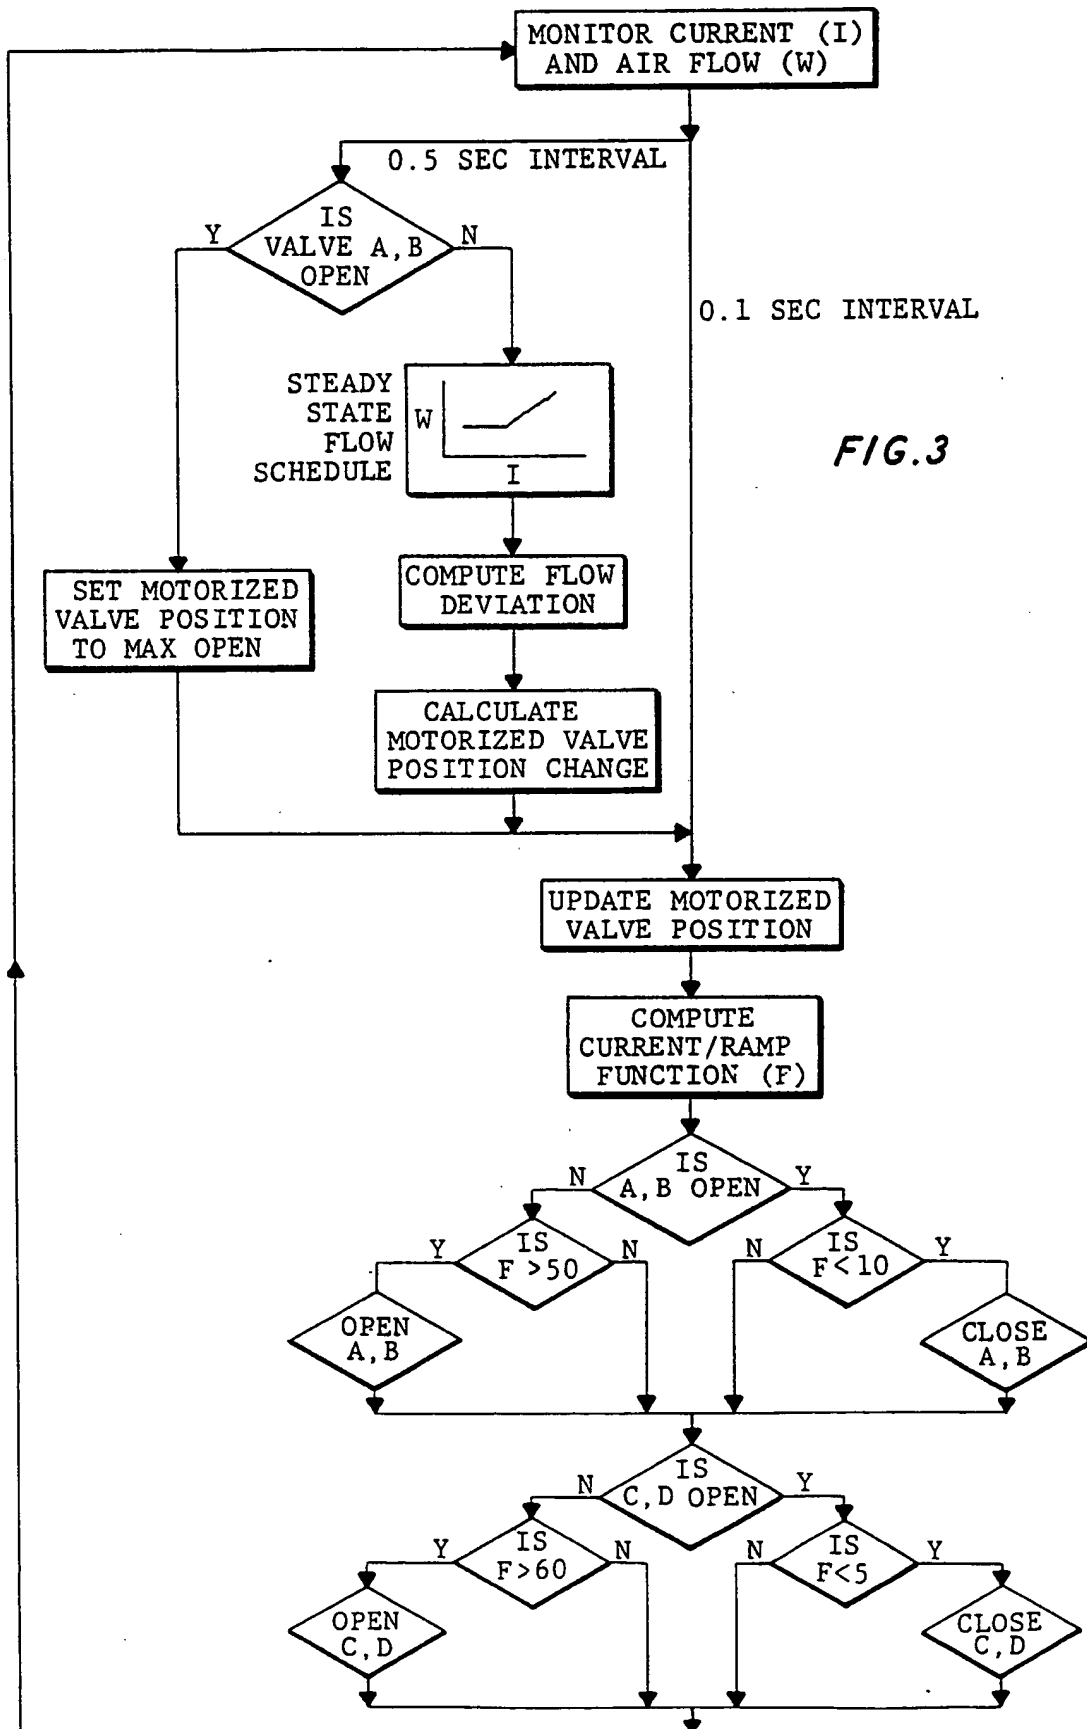 MONITOR CURRENT (I)
AND AIR FLOW (W)
0.5 SEC INTERVAL
IS
VALVE A,B
OPEN
Y
N
0.1 SEC INTERVAL
STEADY
STATE
FLOW
SCHEDULE
W
I
FIG.3
SET MOTORIZED
VALVE POSITION
TO MAX OPEN
COMPUTE FLOW
DEVIATION
CALCULATE
MOTORIZED VALVE
POSITION CHANGE
UPDATE MOTORIZED
VALVE POSITION
COMPUTE
CURRENT/RAMP
FUNCTION (F)
IS
A,B OPEN
N
Y
IS
F >50
Y
N
IS
F<10
N
Y
OPEN
A,B
CLOSE
A,B
IS
C,D OPEN
N
Y
IS
F>60
Y
N
IS
F<5
N
Y
OPEN
C,D
CLOSE
C,D